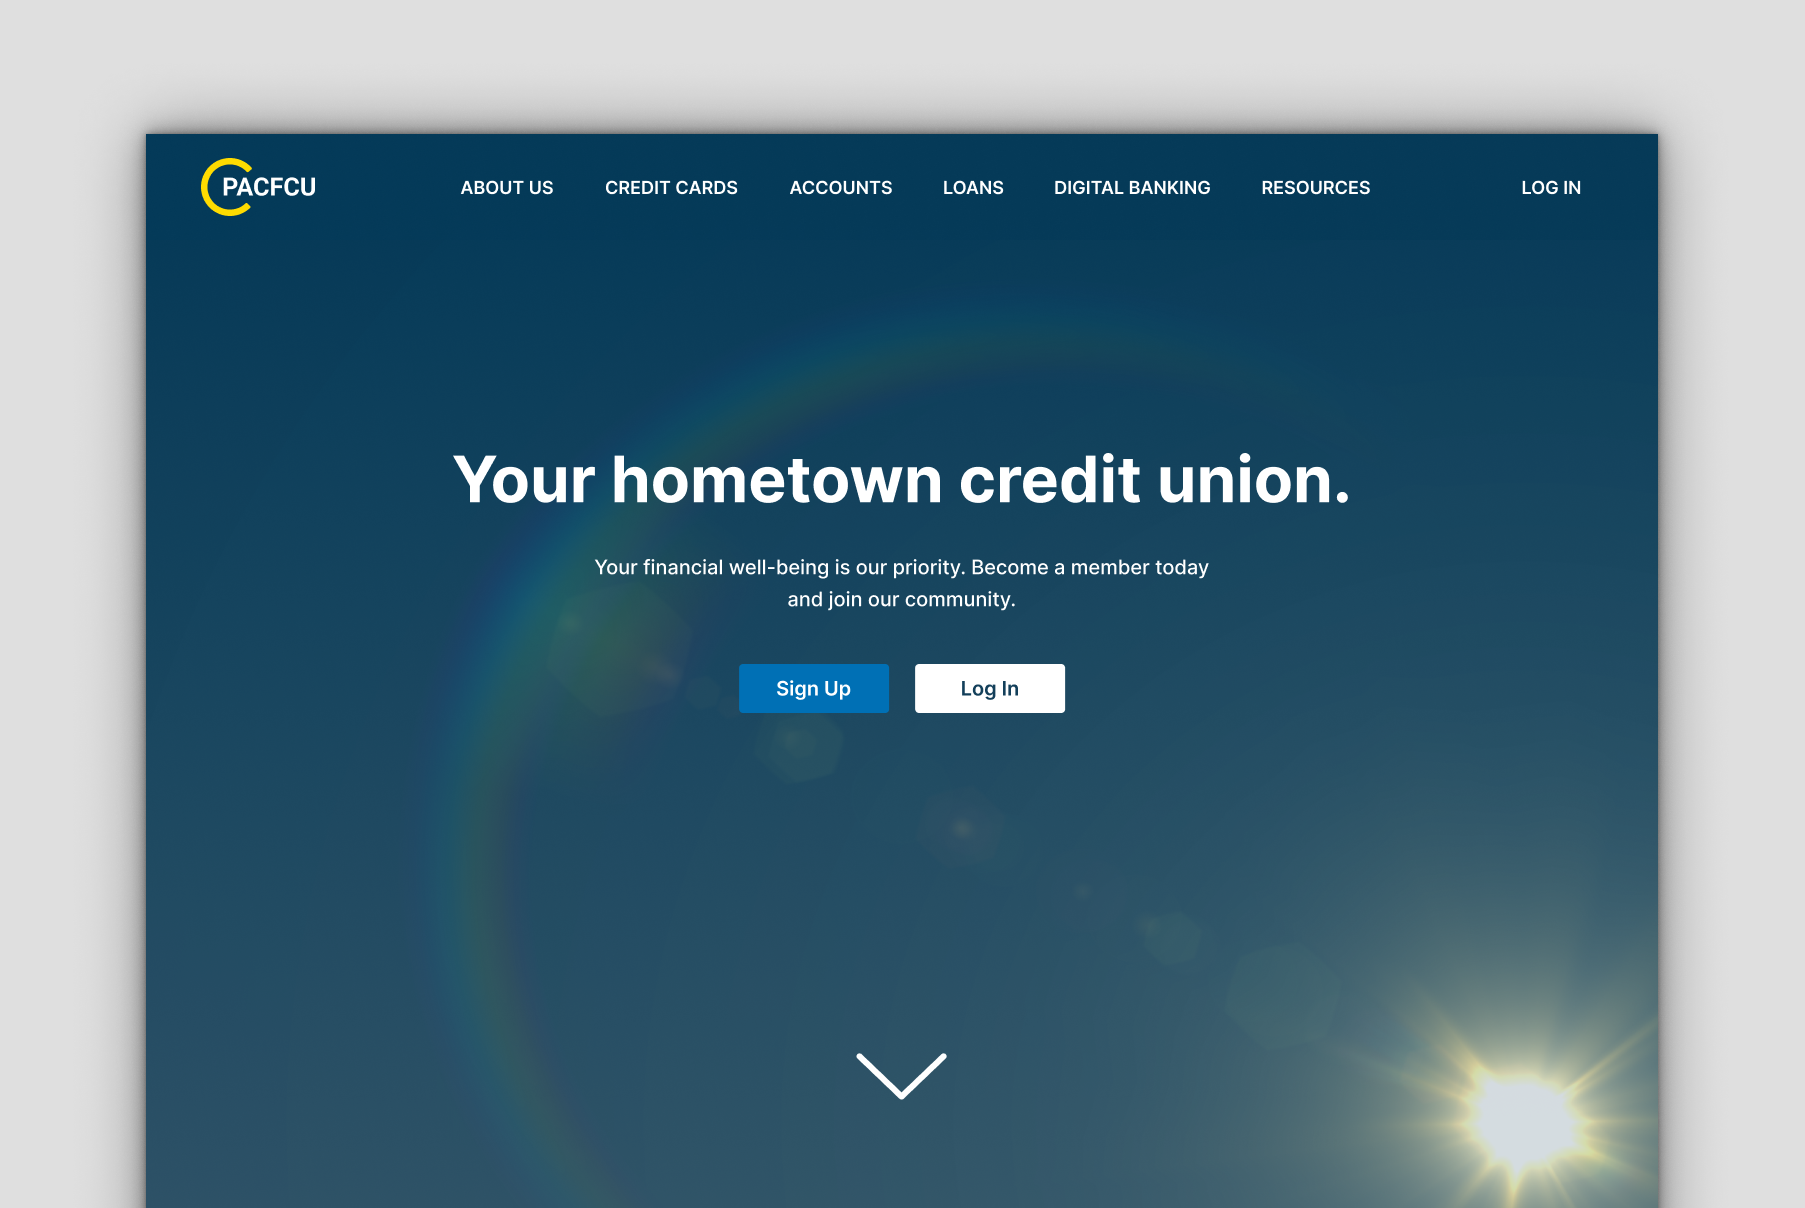 PACFCU
ABOUT US
CREDIT CARDS
ACCOUNTS
LOANS
DIGITAL BANKING
RESOURCES
LOG IN
Your hometown credit union.
Your financial well-being is our priority. Become a member today
and join our community.
Sign Up
Log In